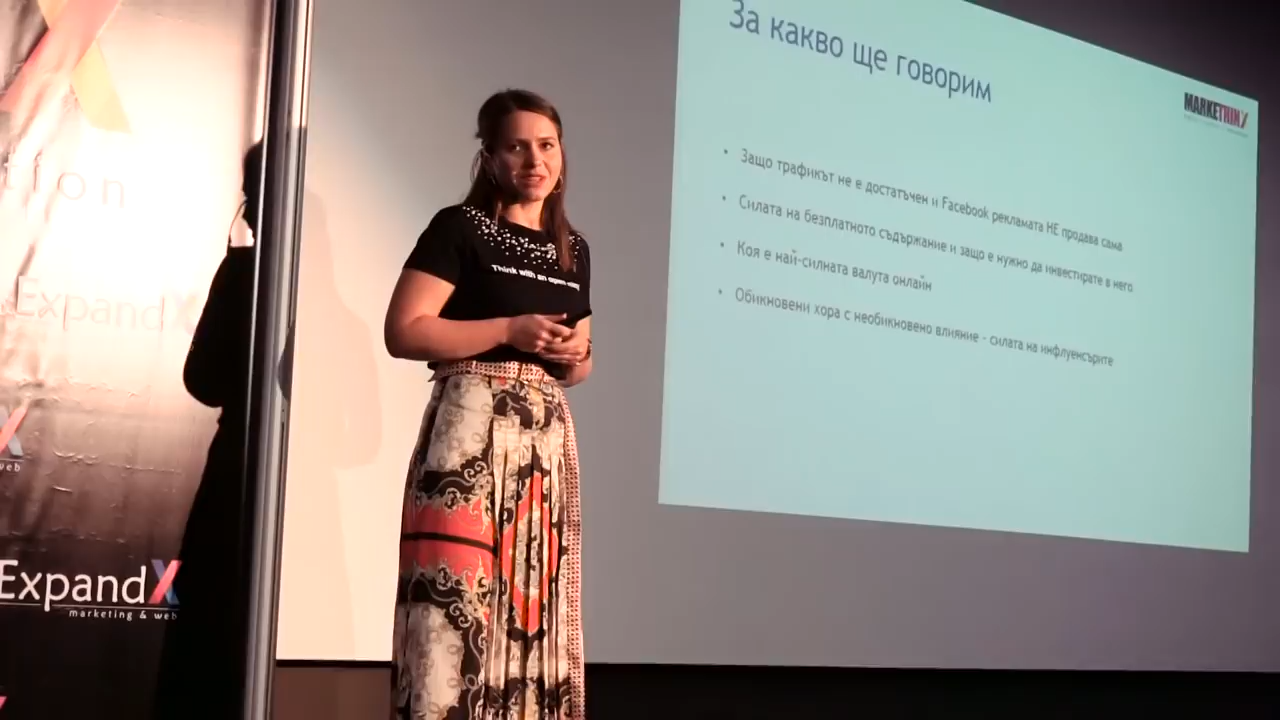 За какво ще говорим
MARKETHINX
• Защо трафикът не е достатъчен и Facebook рекламата НЕ продава сама
• Силата на безплатното съдържание и защо е нужно да инвестирате в него
• Коя е най-силната валута онлайн
• Обикновени хора с необикновено влияние - силата на инфлуенсърите
Think with an open
tion
ExpandX
web
ExpandX
marketing & web